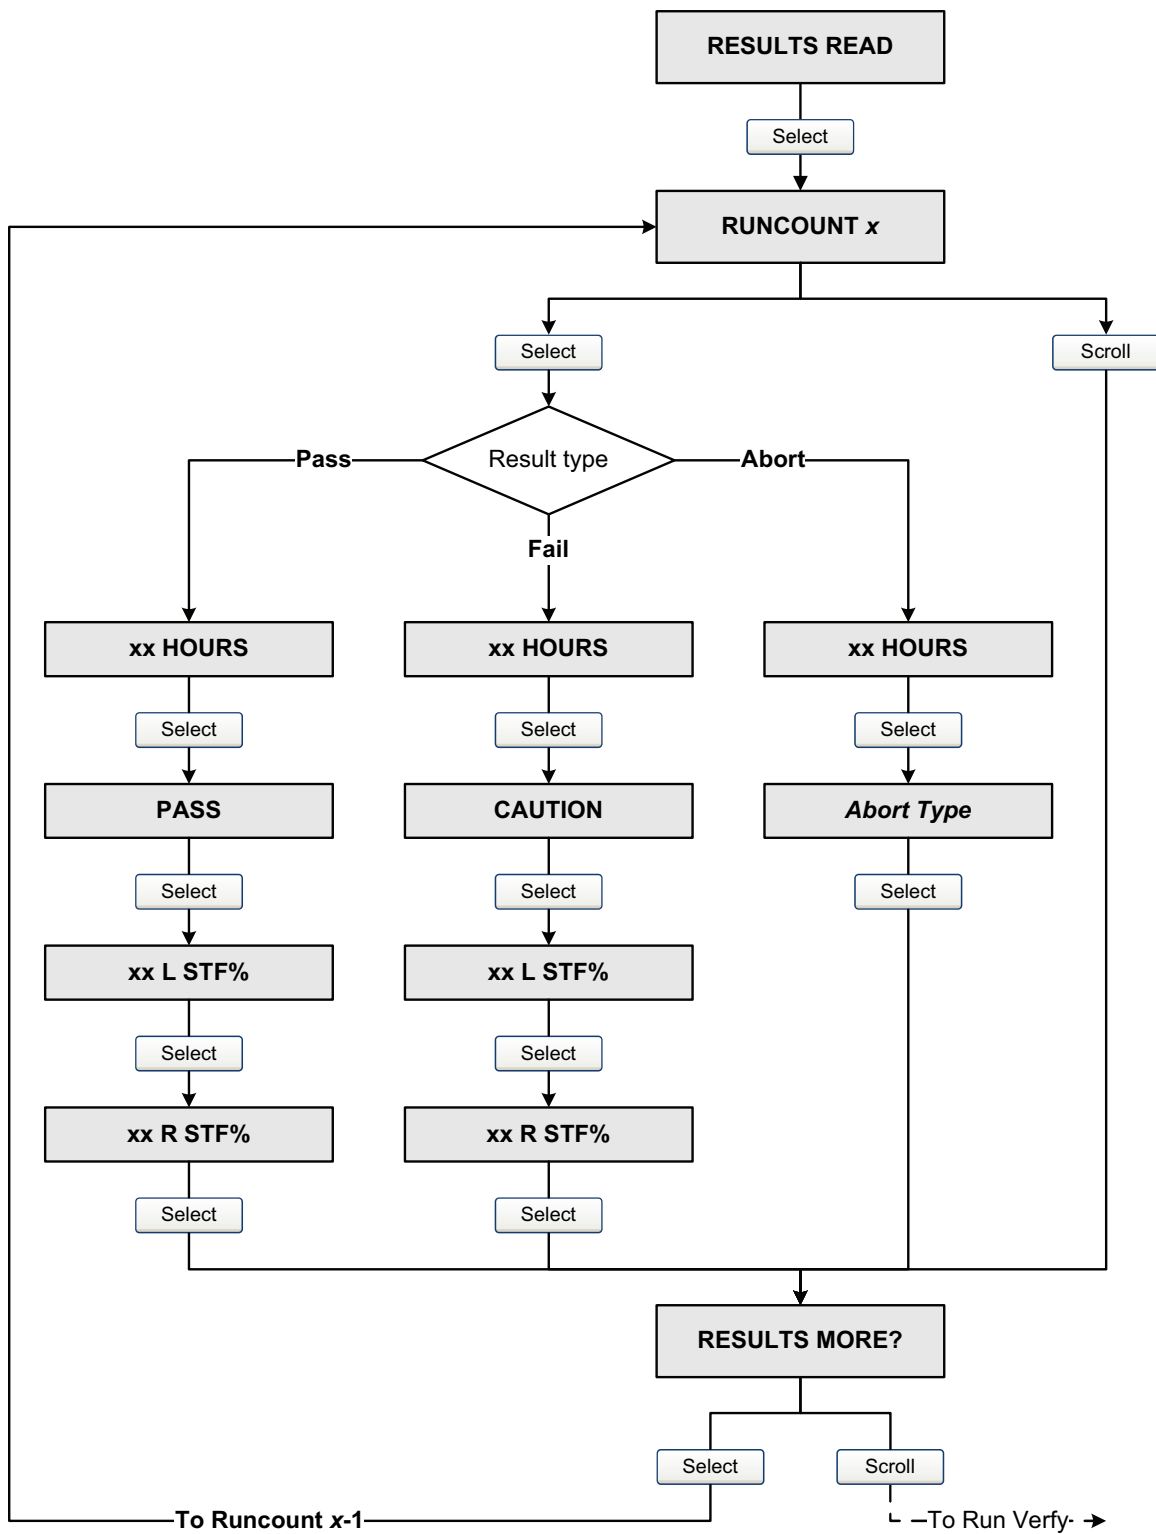 RESULTS READ
Select
RUNCOUNT x
Select
Scroll
Pass
Result type
Abort
Fail
xx HOURS
xx HOURS
xx HOURS
Select
Select
Select
PASS
CAUTION
Abort Type
Select
Select
Select
xx L STF%
xx L STF%
Select
Select
xx R STF%
xx R STF%
Select
Select
RESULTS MORE?
Select
Scroll
To Runcount x-1
To Run Verfy